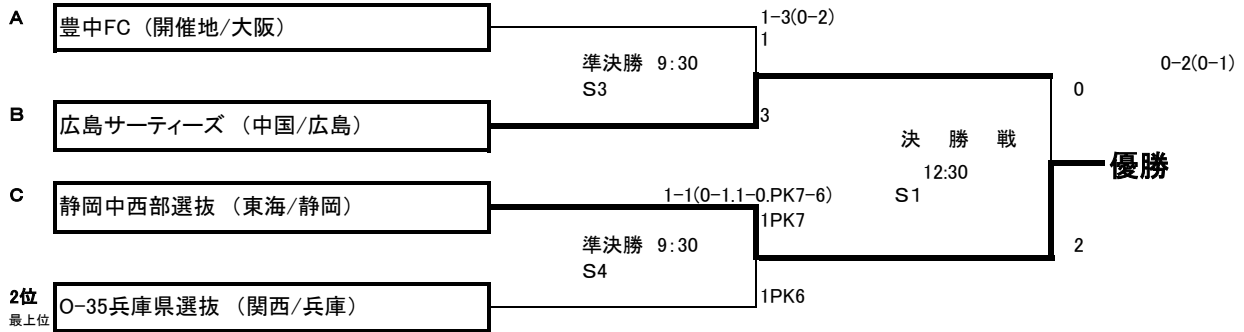 A
豊中FC (開催地/大阪)
1-3(0-2)
1
準決勝 9:30
S3
0-2(0-1)
0
B
広島サーティーズ (中国/広島)
3
決 勝 戦
12:30
S1
優勝
C
静岡中西部選抜 (東海/静岡)
1-1(0-1.1-0.PK7-6)
1PK7
準決勝 9:30
S4
2
2位
最上位
O-35兵庫県選抜 (関西/兵庫)
1PK6